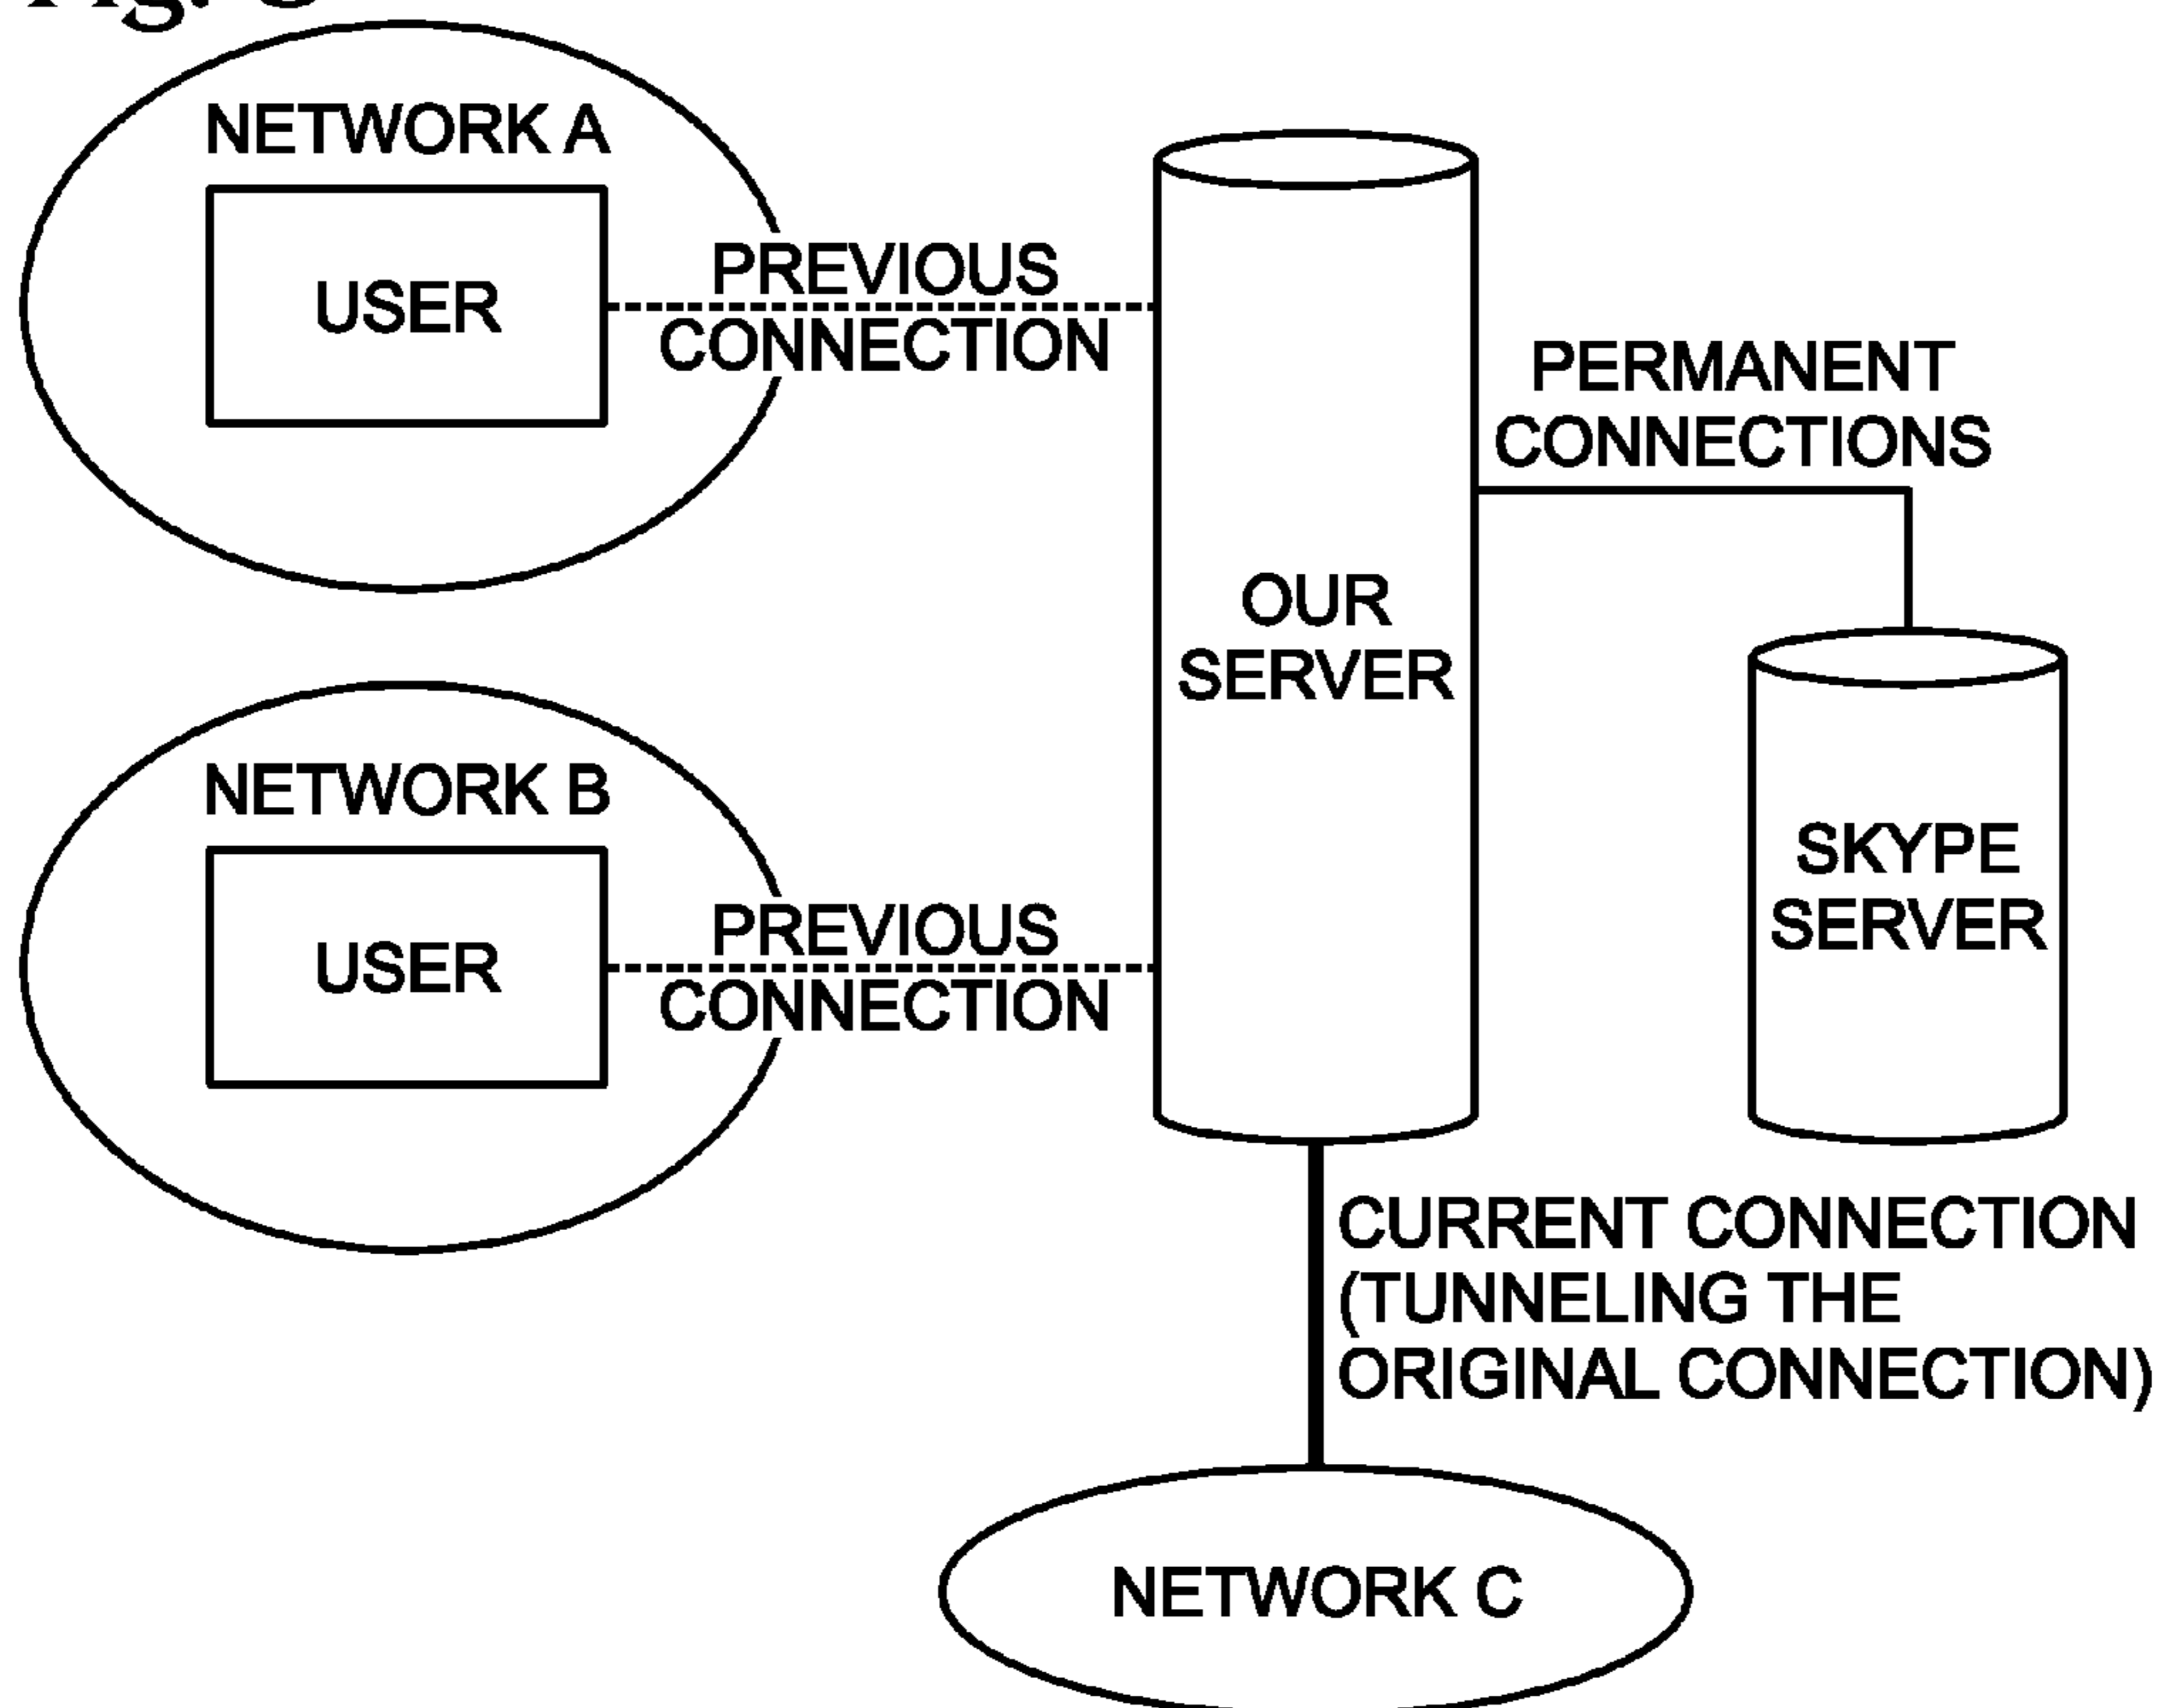 NETWORK A
USER
PREVIOUS
CONNECTION
PERMANENT
CONNECTIONS
OUR
SERVER
NETWORK B
USER
PREVIOUS
CONNECTION
SKYPE
SERVER
CURRENT CONNECTION
(TUNNELING THE
ORIGINAL CONNECTION)
NETWORK C